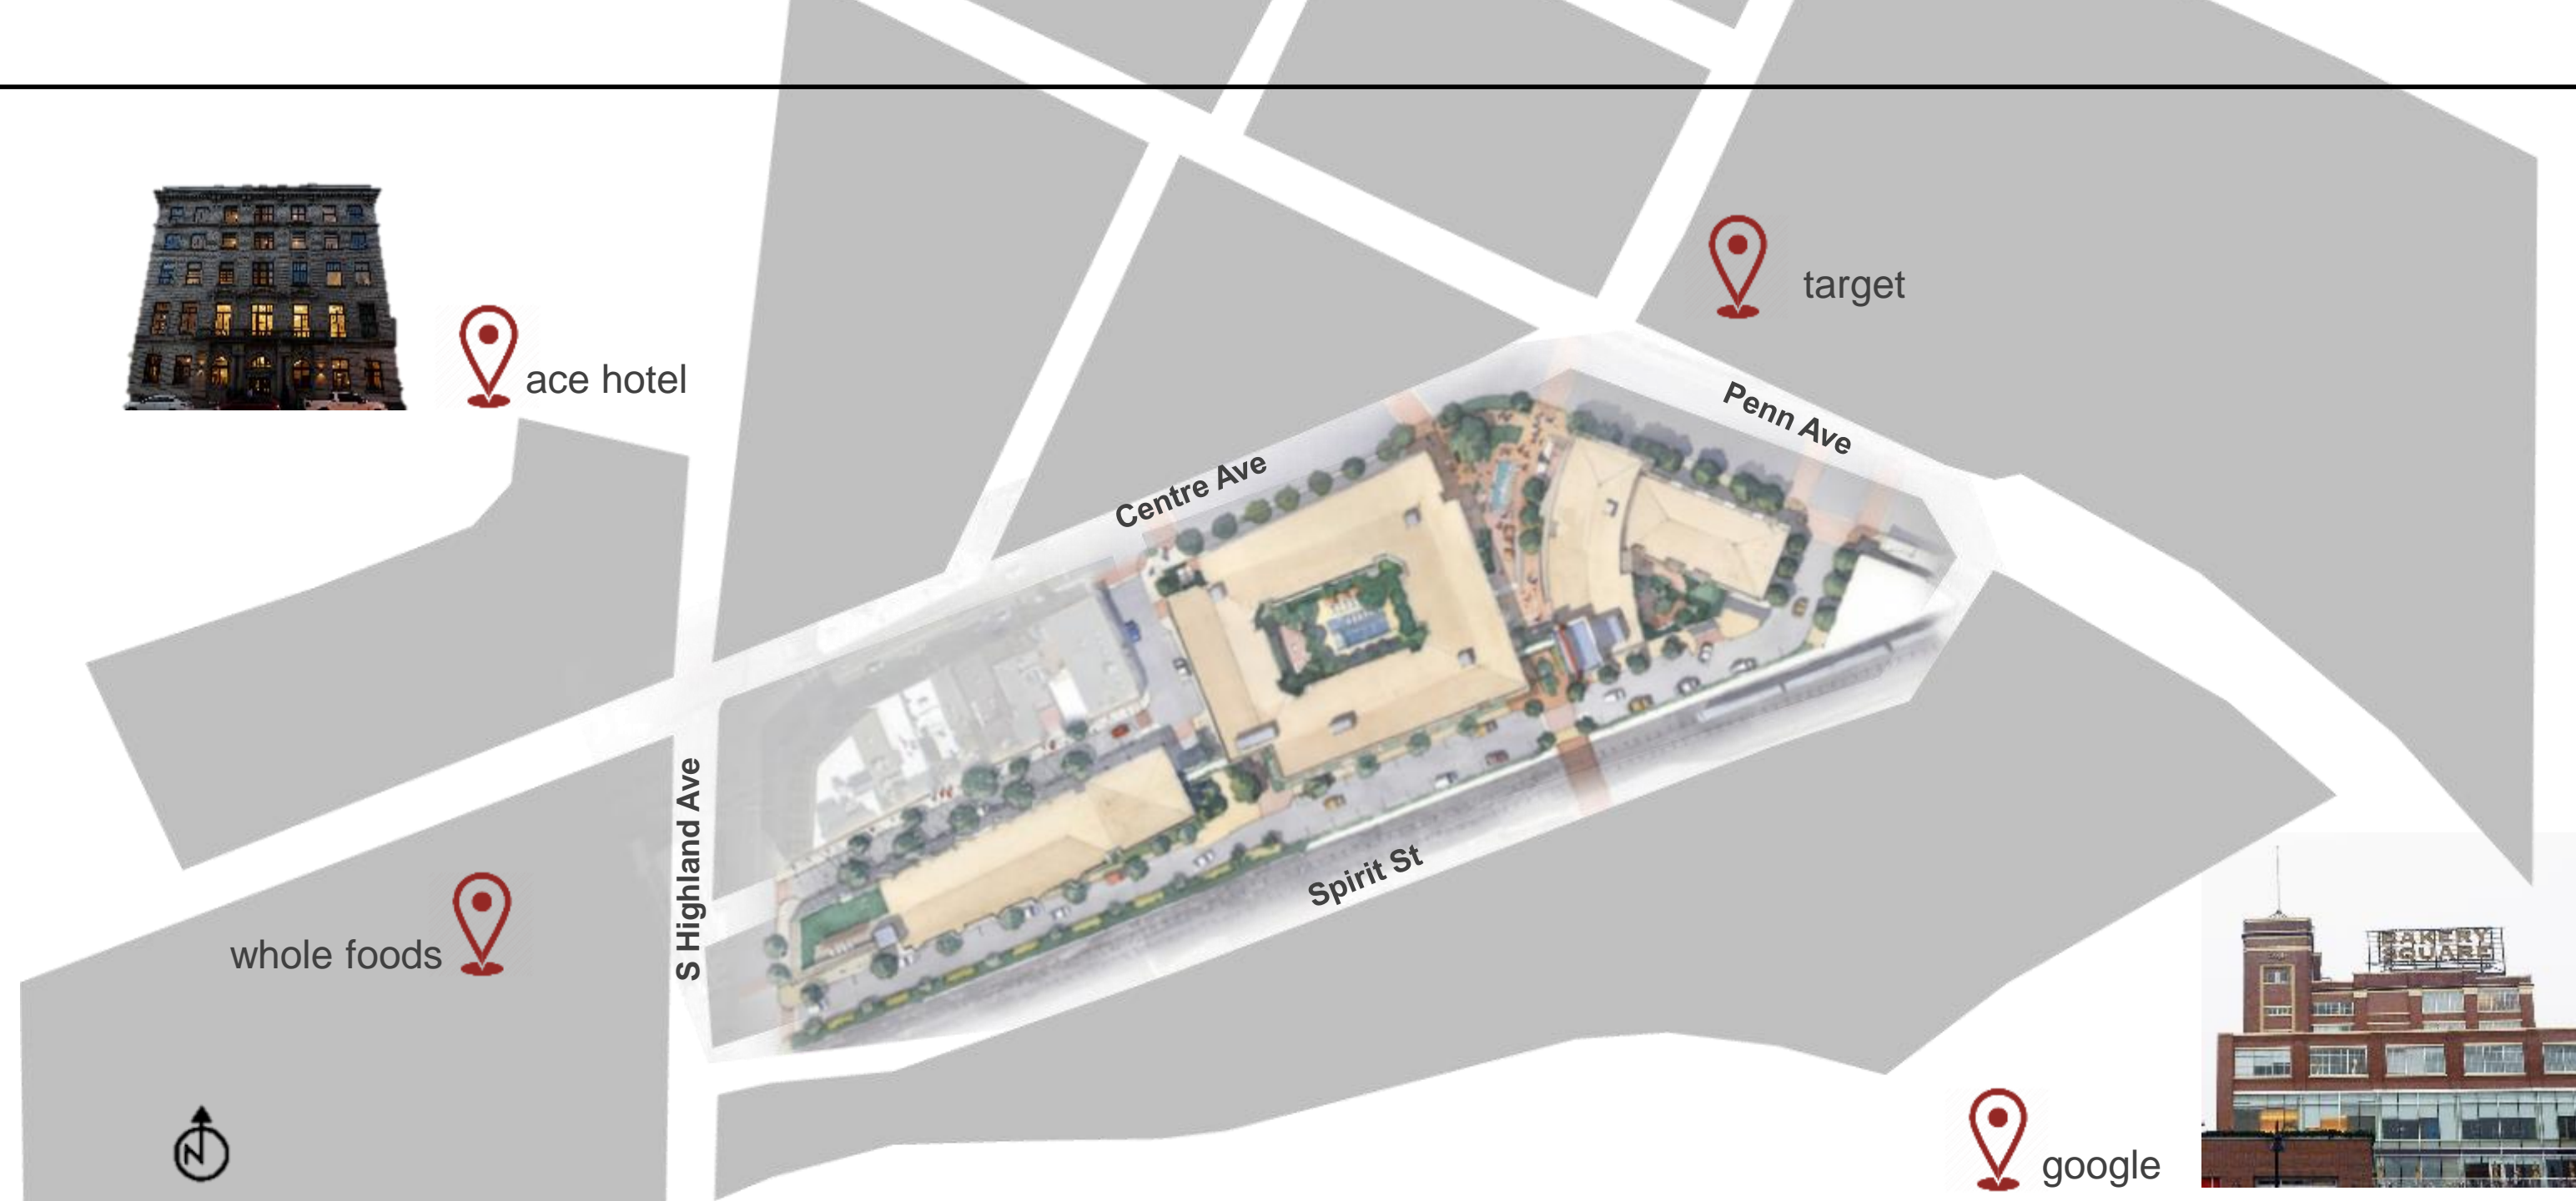 target
ace hotel
Penn Ave
Centre Ave
S Highland Ave
Spirit St
whole foods
BAKERY
SQUARE
N
google